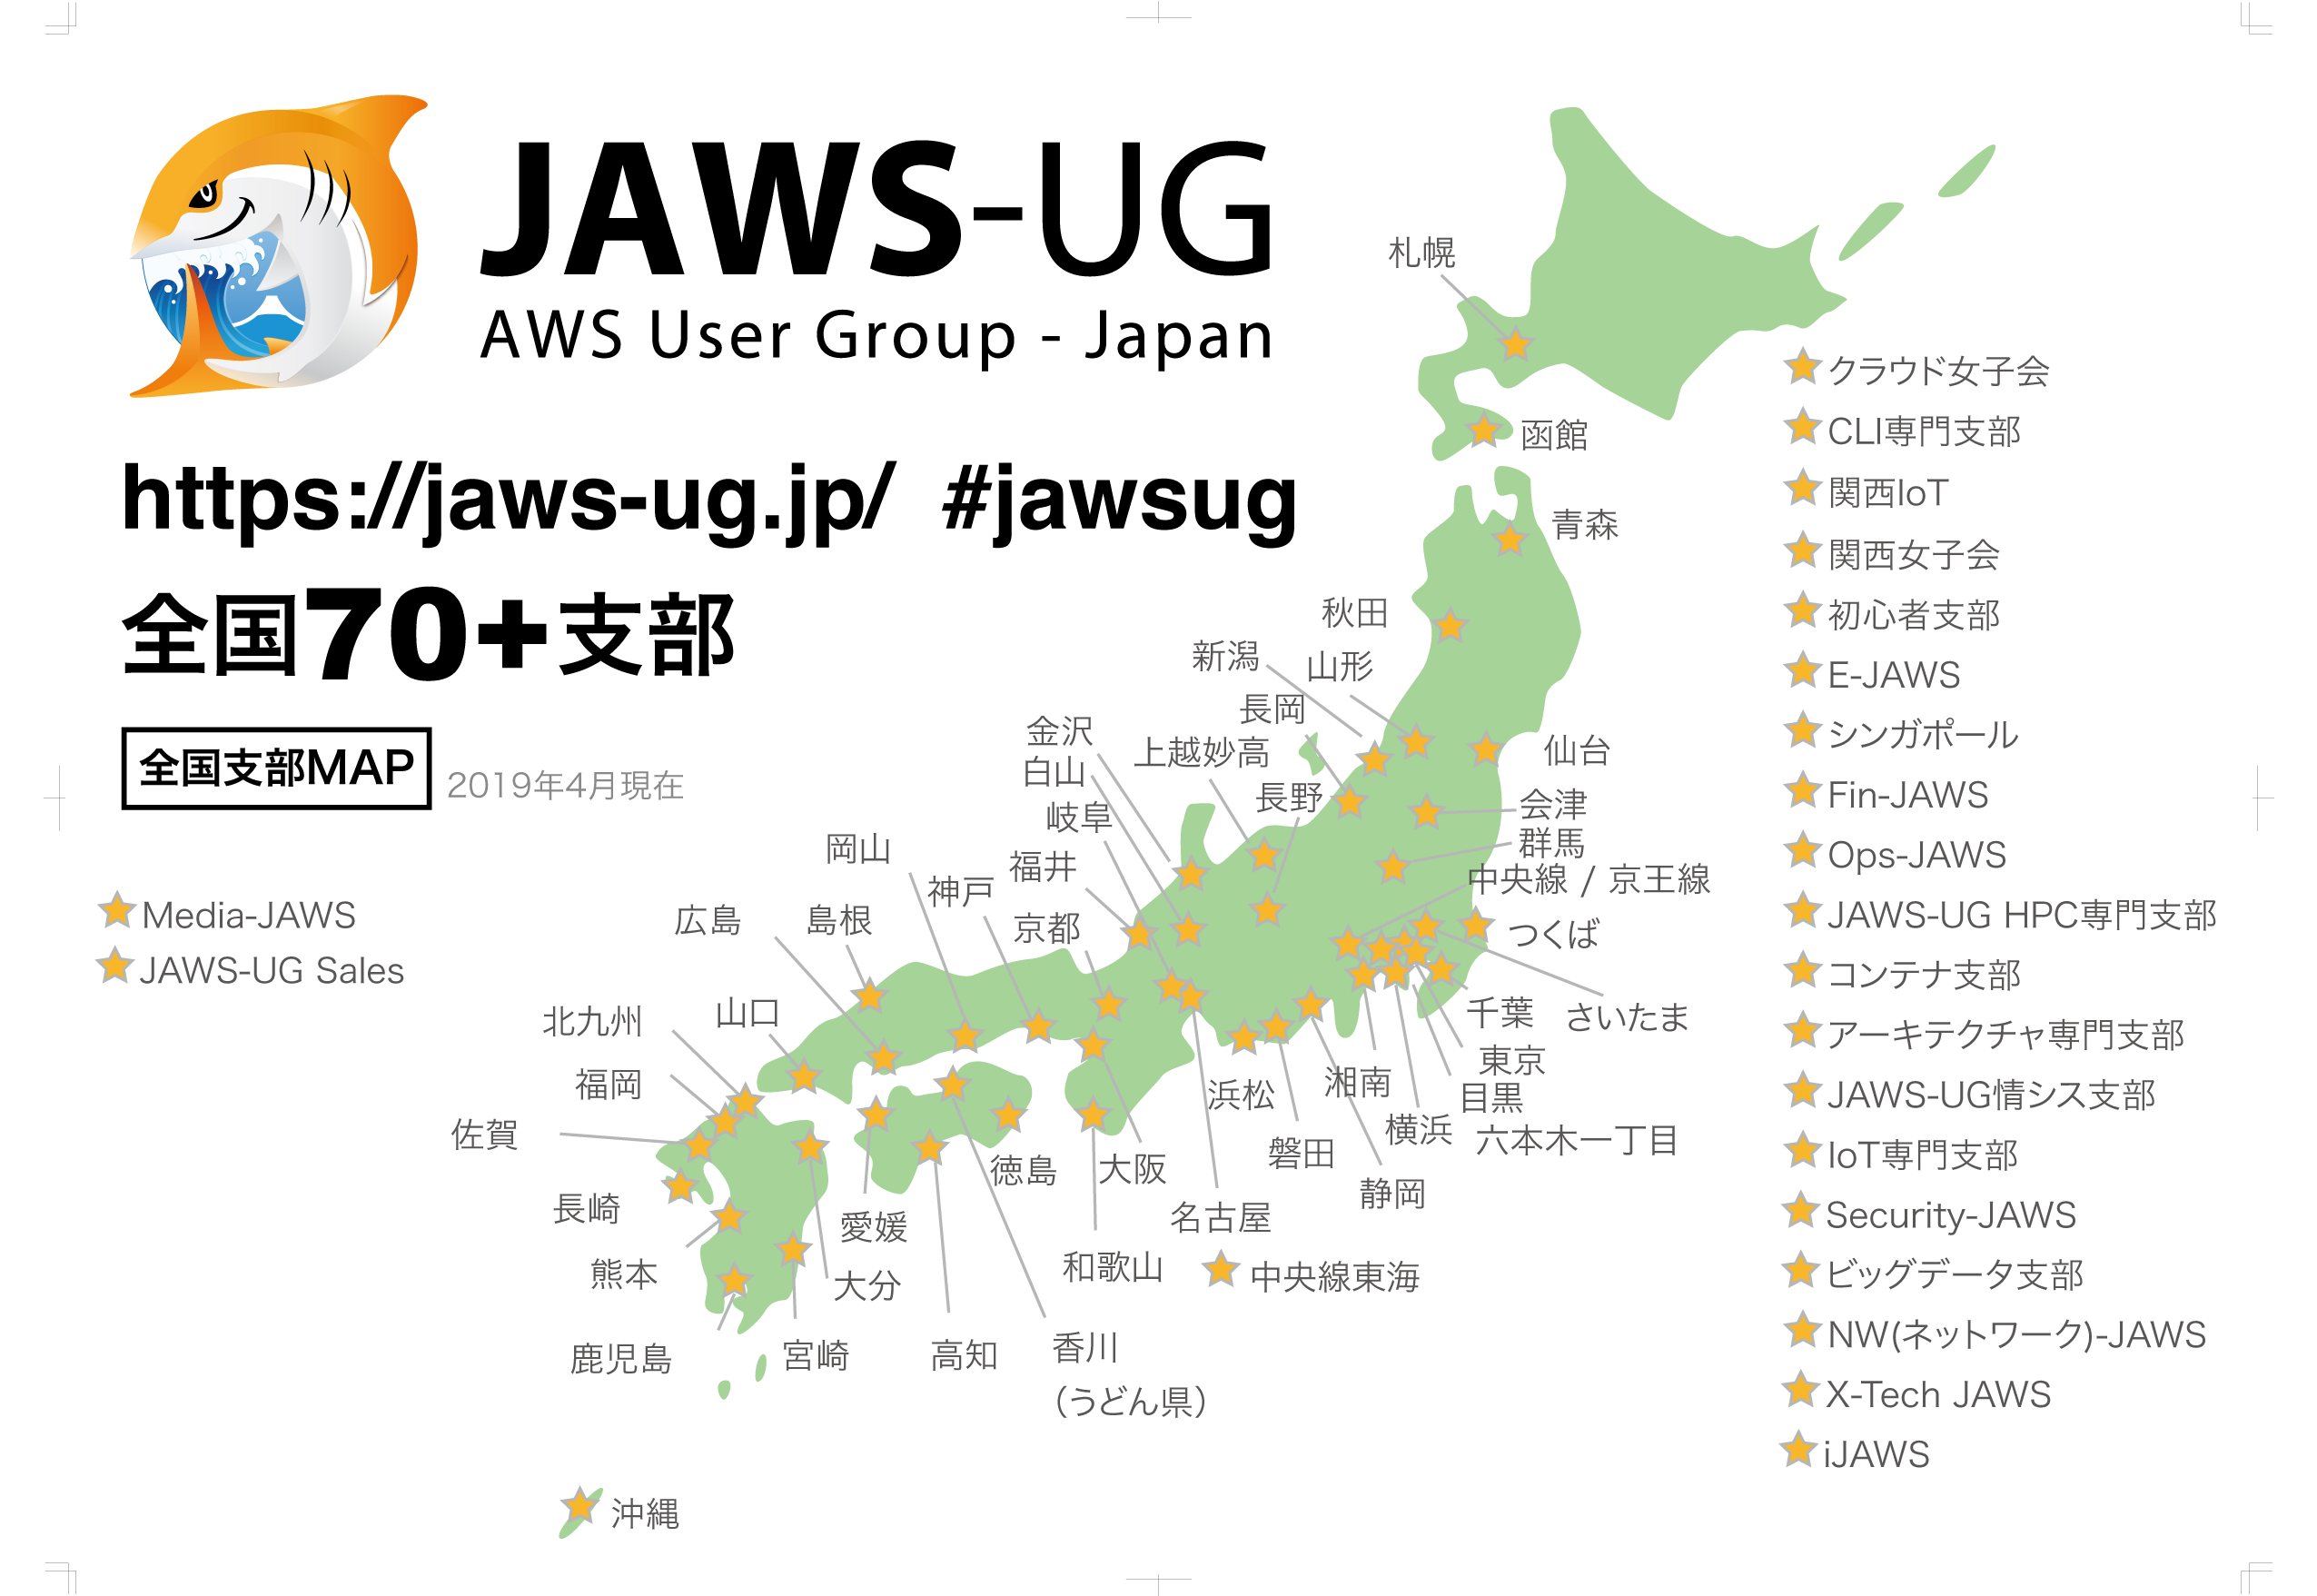 JAWS-UG
AWS User Group - Japan
https://jaws-ug.jp/ #jawsug
全国70+支部
全国支部MAP
2019年4月現在
Media-JAWS
JAWS-UG Sales
札幌
函館
青森
秋田
新潟
山形
長岡
金沢
上越妙高
仙台
白山
長野
会津
岐阜
群馬
岡山
福井
中央線 / 京王線
神戸
広島
島根
京都
つくば
北九州
山口
千葉
さいたま
福岡
東京
湘南
浜松
目黒
佐賀
横浜
六本木一丁目
磐田
徳島
大阪
静岡
長崎
愛媛
名古屋
熊本
大分
和歌山
中央線東海
鹿児島
宮崎
高知
香川
(うどん県)
沖縄
クラウド女子会
CLI専門支部
関西IoT
関西女子会
初心者支部
E-JAWS
シンガポール
Fin-JAWS
Ops-JAWS
JAWS-UG HPC専門支部
コンテナ支部
アーキテクチャ専門支部
JAWS-UG情シス支部
IoT専門支部
Security-JAWS
ビッグデータ支部
NW(ネットワーク)-JAWS
X-Tech JAWS
iJAWS